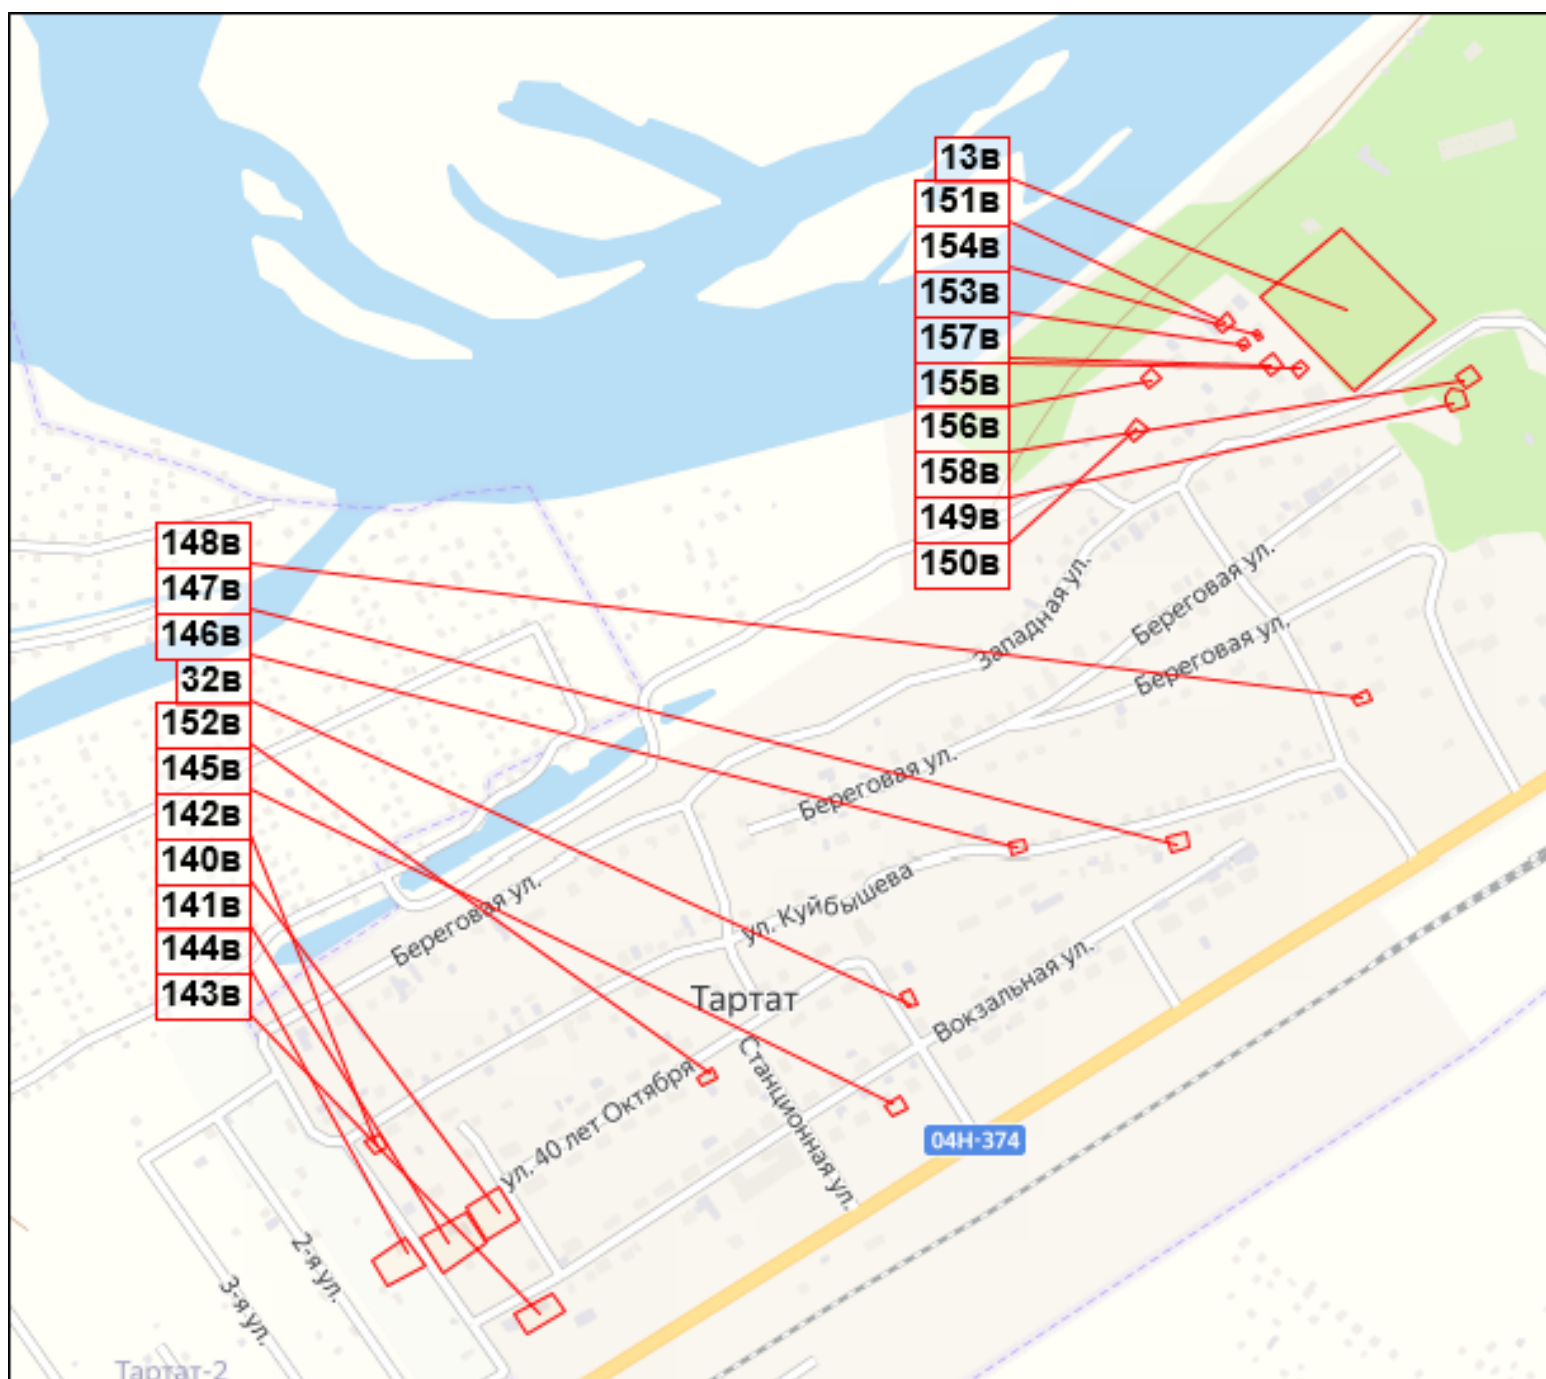 13в
151в
154в
153в
157в
155в
156в
158в
149в
150в
148в
147в
146в
32в
152в
145в
142в
140в
141в
144в
143в
Западная ул.
Береговая ул.
Береговая ул.
Береговая ул.
Береговая ул.
ул. Куйбышева
Тартат
Вокзальная ул.
ул. 40 лет Октября
Станционная ул.
04Н-374
2-я ул.
3-я ул.
Тартат-2